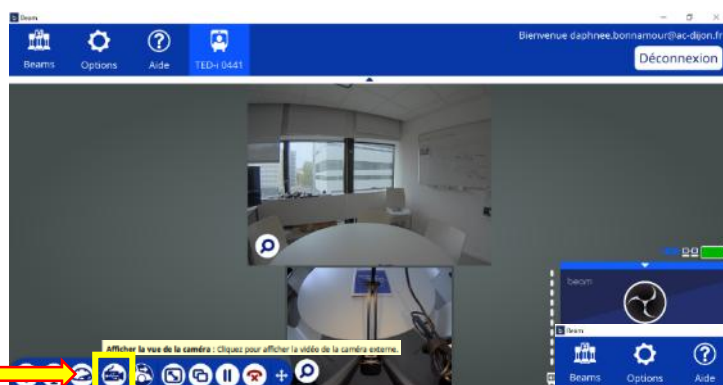 Beam
Bienvenue daphnee.bonnamour@ac-dijon.fr
Beams
Options
Aide
TED-i 0441
Déconnexion
beam
Afficher la vue de la caméra : Cliquez pour afficher la vidéo de la caméra externe.
Beam
Beams
Options
Aide